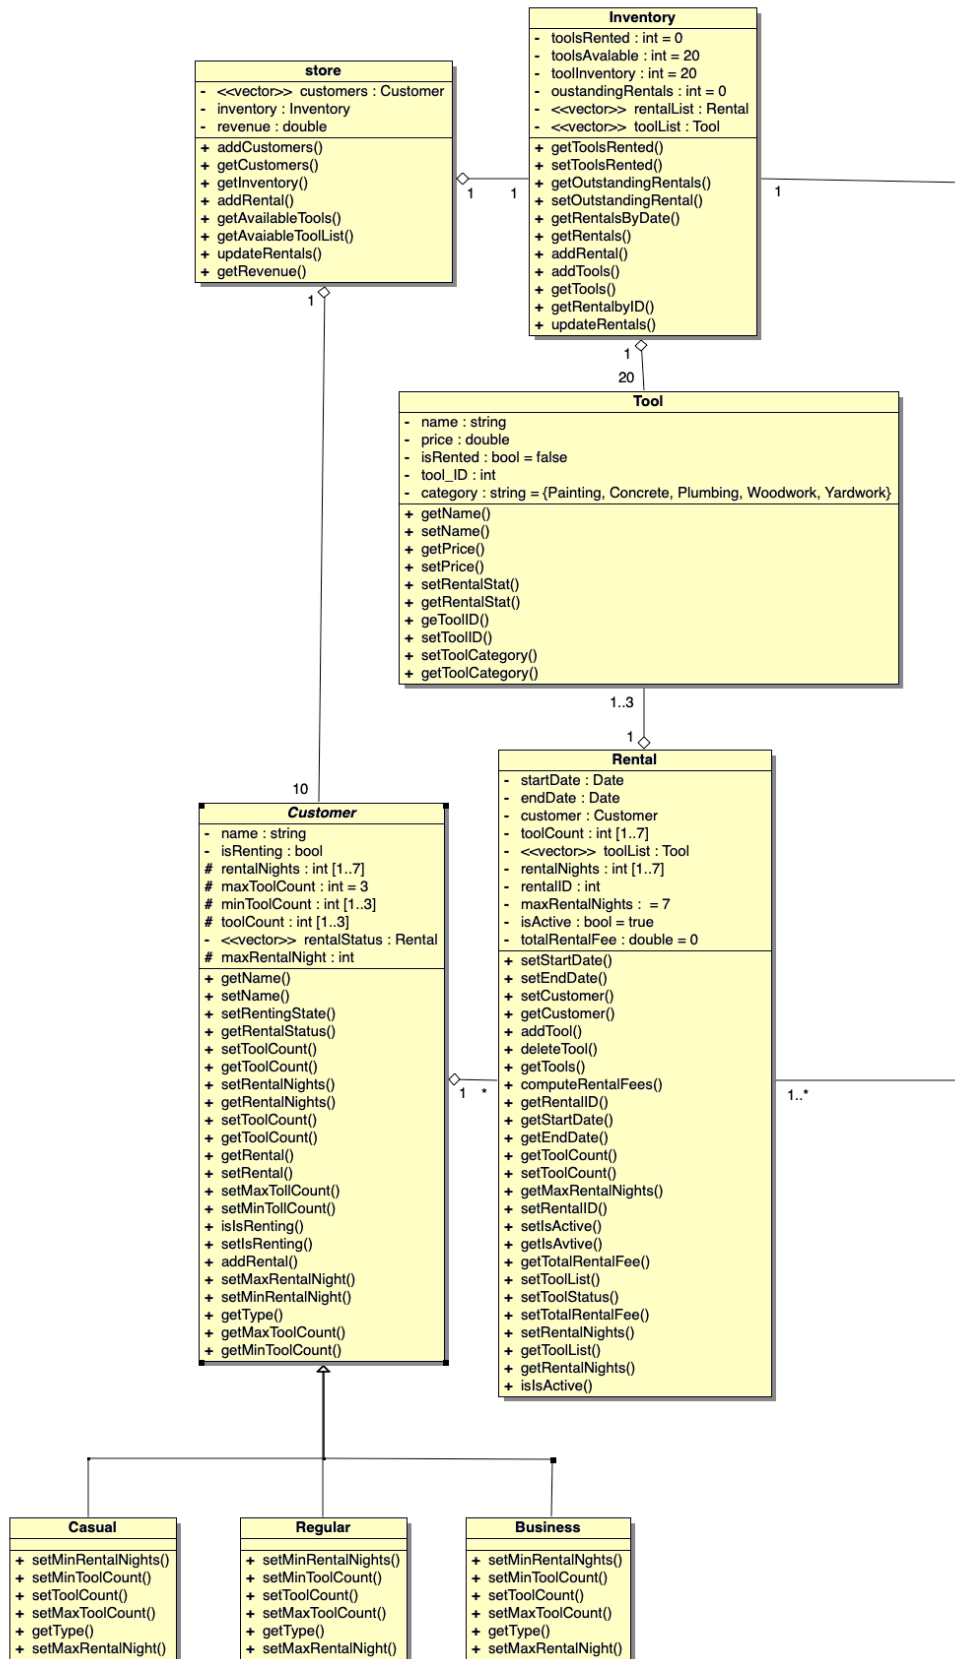 Inventory
- toolsRented : int = 0
- toolsAvalable : int = 20
- toolInventory : int = 20
- oustandingRentals : int = 0
- <<vector>> rentalList : Rental
- <<vector>> toolList : Tool
+ getToolsRented()
+ setToolsRented()
+ getOutstandingRentals()
+ setOutstandingRental()
+ getRentalsByDate()
+ getRentals()
+ addRental()
+ addTools()
+ getTools()
+ getRentalbyID()
+ updateRentals()
store
- <<vector>> customers : Customer
- inventory : Inventory
- revenue : double
+ addCustomers()
+ getCustomers()
+ getInventory()
+ addRental()
+ getAvailableTools()
+ getAvaiableToolList()
+ updateRentals()
+ getRevenue()
1
1
1
1
1
20
Tool
- name : string
- price : double
- isRented : bool = false
- tool_ID : int
- category : string = {Painting, Concrete, Plumbing, Woodwork, Yardwork}
+ getName()
+ setName()
+ getPrice()
+ setPrice()
+ setRentalStat()
+ getRentalStat()
+ geToolID()
+ setToolID()
+ setToolCategory()
+ getToolCategory()
1..3
1
10
Customer
- name : string
- isRenting : bool
# rentalNights : int [1..7]
# maxToolCount : int = 3
# minToolCount : int [1..3]
# toolCount : int [1..3]
- <<vector>> rentalStatus : Rental
# maxRentalNight : int
+ getName()
+ setName()
+ setRentingState()
+ getRentalStatus()
+ setToolCount()
+ getToolCount()
+ setRentalNights()
+ getRentalNights()
+ setToolCount()
+ getToolCount()
+ getRental()
+ setRental()
+ setMaxTollCount()
+ setMinTollCount()
+ isIsRenting()
+ setIsRenting()
+ addRental()
+ setMaxRentalNight()
+ setMinRentalNight()
+ getType()
+ getMaxToolCount()
+ getMinToolCount()
1
*
Rental
- startDate : Date
- endDate : Date
- customer : Customer
- toolCount : int [1..7]
- <<vector>> toolList : Tool
- rentalNights : int [1..7]
- rentalID : int
- maxRentalNights : = 7
- isActive : bool = true
- totalRentalFee : double = 0
+ setStartDate()
+ setEndDate()
+ setCustomer()
+ getCustomer()
+ addTool()
+ deleteTool()
+ getTools()
+ computeRentalFees()
+ getRentalID()
+ getStartDate()
+ getEndDate()
+ getToolCount()
+ setToolCount()
+ getMaxRentalNights()
+ setRentalID()
+ setIsActive()
+ getIsAvtive()
+ getTotalRentalFee()
+ setToolList()
+ setToolStatus()
+ setTotalRentalFee()
+ setRentalNights()
+ getToolList()
+ getRentalNights()
+ isIsActive()
1..*
Casual
+ setMinRentalNights()
+ setMinToolCount()
+ setToolCount()
+ setMaxToolCount()
+ getType()
+ setMaxRentalNight()
Regular
+ setMinRentalNights()
+ setMinToolCount()
+ setToolCount()
+ setMaxToolCount()
+ getType()
+ setMaxRentalNight()
Business
+ setMinRentalNghts()
+ setMinToolCount()
+ setToolCount()
+ setMaxToolCount()
+ getType()
+ setMaxRentalNight()